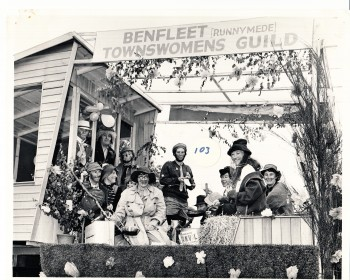 BENFLEET [RUNNYMEDE]
TOWNSWOMENS GUILD
103